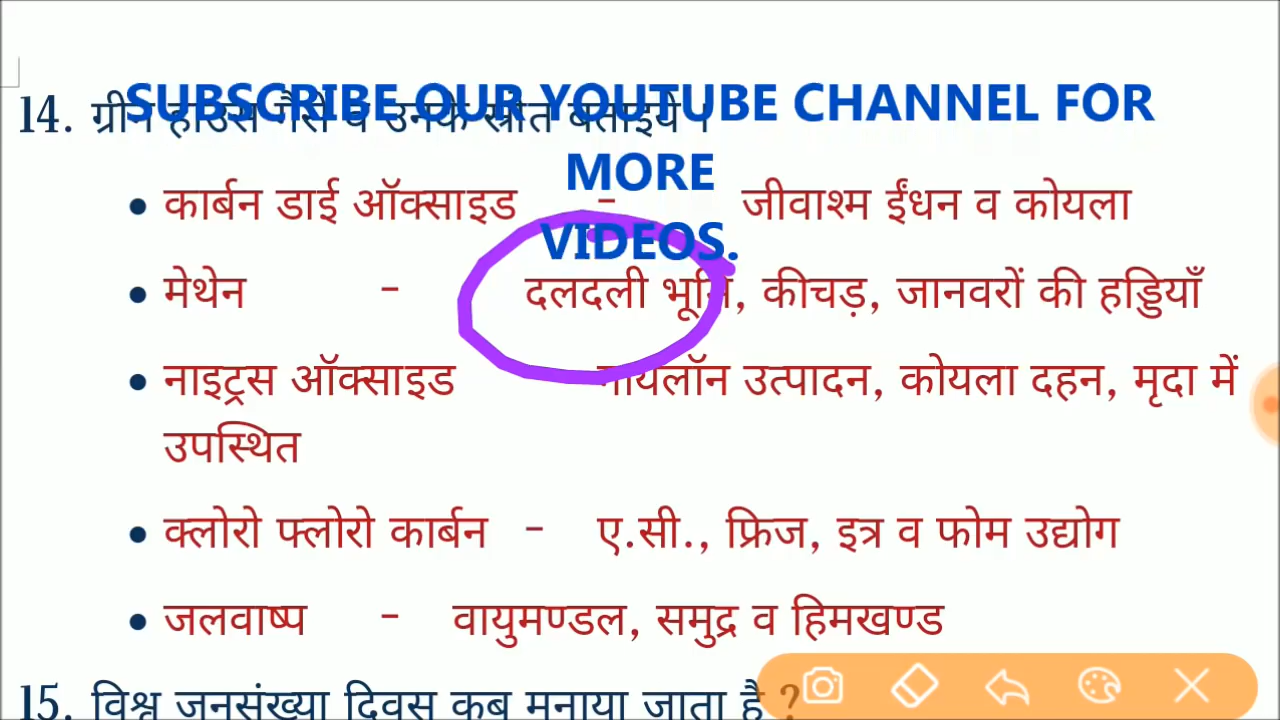 SUBSCRIBE OUR YOUTUBE CHANNEL FOR
MORE
VIDEOS.
14. ग्रीन हाउस गैसें व उनके स्रोत बताइये ।
• कार्बन डाई ऑक्साइड – जीवाश्म ईंधन व कोयला
• मेथेन – दलदली भूमि, कीचड़, जानवरों की हड्डियाँ
• नाइट्रस ऑक्साइड नायलॉन उत्पादन, कोयला दहन, मृदा में
उपस्थित
• क्लोरो फ्लोरो कार्बन – ए.सी., फ्रिज, इत्र व फोम उद्योग
• जलवाष्प – वायुमण्डल, समुद्र व हिमखण्ड
15. विश्व जनसंख्या दिवस कब मनाया जाता है ?